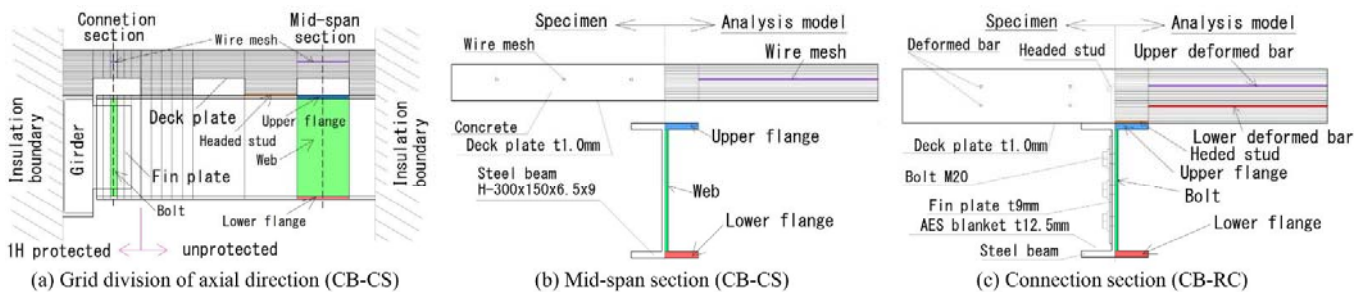 Connetion section
Mid-span section
Wire mesh
Insulation boundary
Girder
Deck plate
Headed stud
Upper flange
Web
Fin plate
Bolt
Lower flange
1H protected
unprotected
Insulation boundary
(a) Grid division of axial direction (CB-CS)
Specimen
Analysis model
Wire mesh
Wire mesh
Concrete
Deck plate t1.0mm
Upper flange
Steel beam
H-300x150x6.5x9
Web
Lower flange
(b) Mid-span section (CB-CS)
Specimen
Analysis model
Deformed bar
Headed stud
Upper deformed bar
Deck plate t1.0mm
Lower deformed bar
Heded stud
Upper flange
Bolt M20
Bolt
Fin plate t9mm
AES blanket t12.5mm
Lower flange
Steel beam
(c) Connection section (CB-RC)